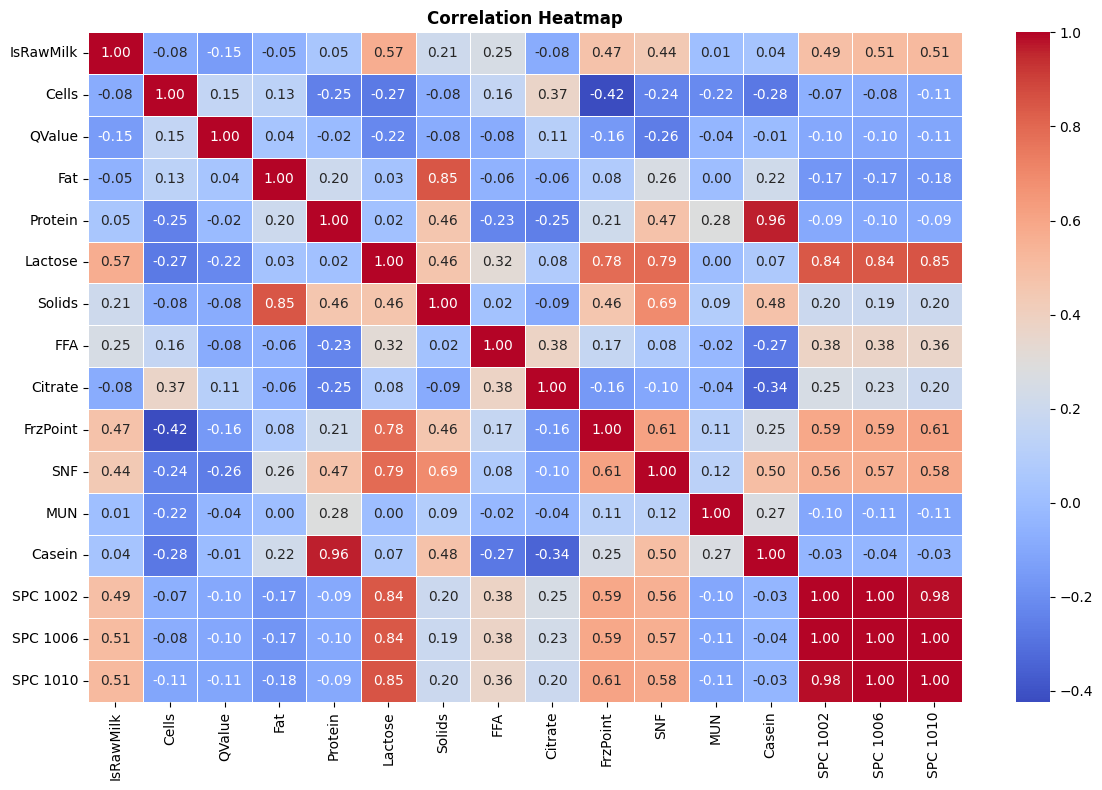 Correlation Heatmap
IsRawMilk 1.00 -0.08 -0.15 -0.05 0.05 0.57 0.21 0.25 -0.08 0.47 0.44 0.01 0.04 0.49 0.51 0.51
Cells -0.08 1.00 0.15 0.13 -0.25 -0.27 -0.08 0.16 0.37 -0.42 -0.24 -0.22 -0.28 -0.07 -0.08 -0.11
QValue -0.15 0.15 1.00 0.04 -0.02 -0.22 -0.08 -0.08 0.11 -0.16 -0.26 -0.04 -0.01 -0.10 -0.10 -0.11
Fat -0.05 0.13 0.04 1.00 0.20 0.03 0.85 -0.06 -0.06 0.08 0.26 0.00 0.22 -0.17 -0.17 -0.18
Protein 0.05 -0.25 -0.02 0.20 1.00 0.02 0.46 -0.23 -0.25 0.21 0.47 0.28 0.96 -0.09 -0.10 -0.09
Lactose 0.57 -0.27 -0.22 0.03 0.02 1.00 0.46 0.32 0.08 0.78 0.79 0.00 0.07 0.84 0.84 0.85
Solids 0.21 -0.08 -0.08 0.85 0.46 0.46 1.00 0.02 -0.09 0.46 0.69 0.09 0.48 0.20 0.19 0.20
FFA 0.25 0.16 -0.08 -0.06 -0.23 0.32 0.02 1.00 0.38 0.17 0.08 -0.02 -0.27 0.38 0.38 0.36
Citrate -0.08 0.37 0.11 -0.06 -0.25 0.08 -0.09 0.38 1.00 -0.16 -0.10 -0.04 -0.34 0.25 0.23 0.20
FrzPoint 0.47 -0.42 -0.16 0.08 0.21 0.78 0.46 0.17 -0.16 1.00 0.61 0.11 0.25 0.59 0.59 0.61
SNF 0.44 -0.24 -0.26 0.26 0.47 0.79 0.69 0.08 -0.10 0.61 1.00 0.12 0.50 0.56 0.57 0.58
MUN 0.01 -0.22 -0.04 0.00 0.28 0.00 0.09 -0.02 -0.04 0.11 0.12 1.00 0.27 -0.10 -0.11 -0.11
Casein 0.04 -0.28 -0.01 0.22 0.96 0.07 0.48 -0.27 -0.34 0.25 0.50 0.27 1.00 -0.03 -0.04 -0.03
SPC 1002 0.49 -0.07 -0.10 -0.17 -0.09 0.84 0.20 0.38 0.25 0.59 0.56 -0.10 -0.03 1.00 1.00 0.98
SPC 1006 0.51 -0.08 -0.10 -0.17 -0.10 0.84 0.19 0.38 0.23 0.59 0.57 -0.11 -0.04 1.00 1.00 1.00
SPC 1010 0.51 -0.11 -0.11 -0.18 -0.09 0.85 0.20 0.36 0.20 0.61 0.58 -0.11 -0.03 0.98 1.00 1.00
IsRawMilk Cells QValue Fat Protein Lactose Solids FFA Citrate FrzPoint SNF MUN Casein SPC 1002 SPC 1006 SPC 1010
1.0
0.8
0.6
0.4
0.2
0.0
−0.2
−0.4